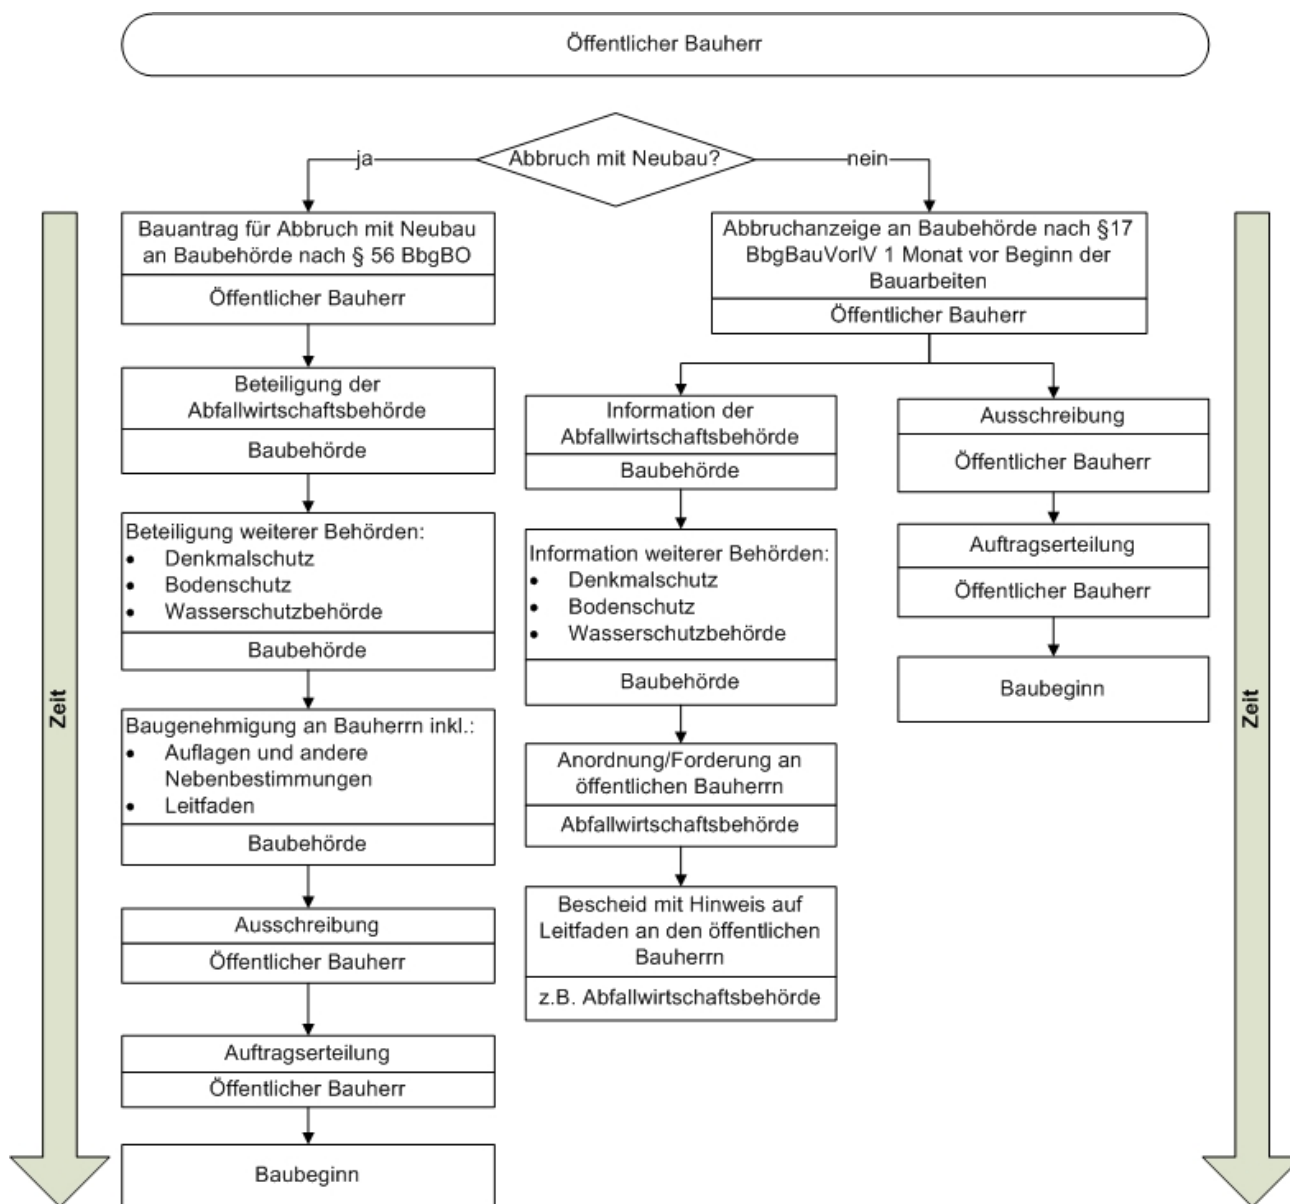 Öffentlicher Bauherr
Abbruch mit Neubau?
ja
nein
Zeit
Bauantrag für Abbruch mit Neubau
an Baubehörde nach § 56 BbgBO
Öffentlicher Bauherr
Beteiligung der
Abfallwirtschaftsbehörde
Baubehörde
Beteiligung weiterer Behörden:
• Denkmalschutz
• Bodenschutz
• Wasserschutzbehörde
Baubehörde
Baugenehmigung an Bauherrn inkl.:
• Auflagen und andere
Nebenbestimmungen
• Leitfaden
Baubehörde
Ausschreibung
Öffentlicher Bauherr
Auftragserteilung
Öffentlicher Bauherr
Baubeginn
Abbruchanzeige an Baubehörde nach §17
BbgBauVorlV 1 Monat vor Beginn der
Bauarbeiten
Öffentlicher Bauherr
Information der
Abfallwirtschaftsbehörde
Baubehörde
Information weiterer Behörden:
• Denkmalschutz
• Bodenschutz
• Wasserschutzbehörde
Baubehörde
Anordnung/Forderung an
öffentlichen Bauherrn
Abfallwirtschaftsbehörde
Bescheid mit Hinweis auf
Leitfaden an den öffentlichen
Bauherrn
z.B. Abfallwirtschaftsbehörde
Ausschreibung
Öffentlicher Bauherr
Auftragserteilung
Öffentlicher Bauherr
Baubeginn
Zeit